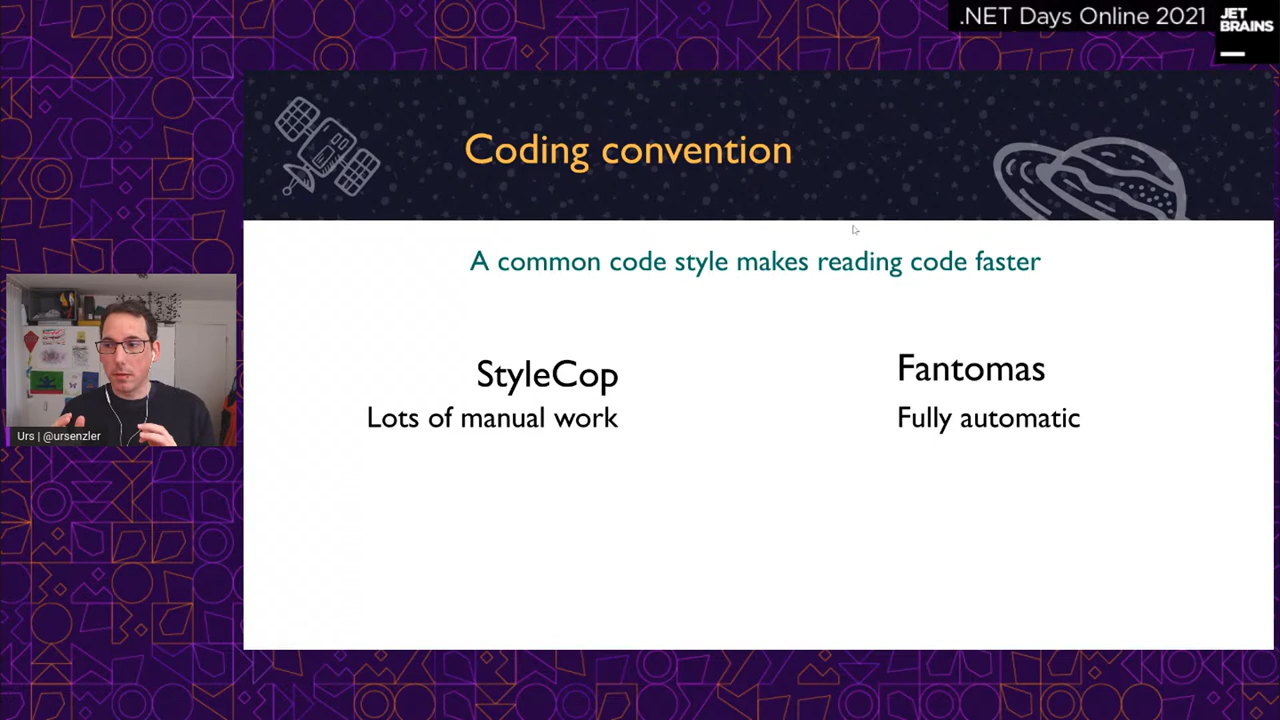 .NET Days Online 2021
JET
BRAINS
Coding convention
A common code style makes reading code faster
StyleCop
Lots of manual work
Fantomas
Fully automatic
Urs | @ursenzler